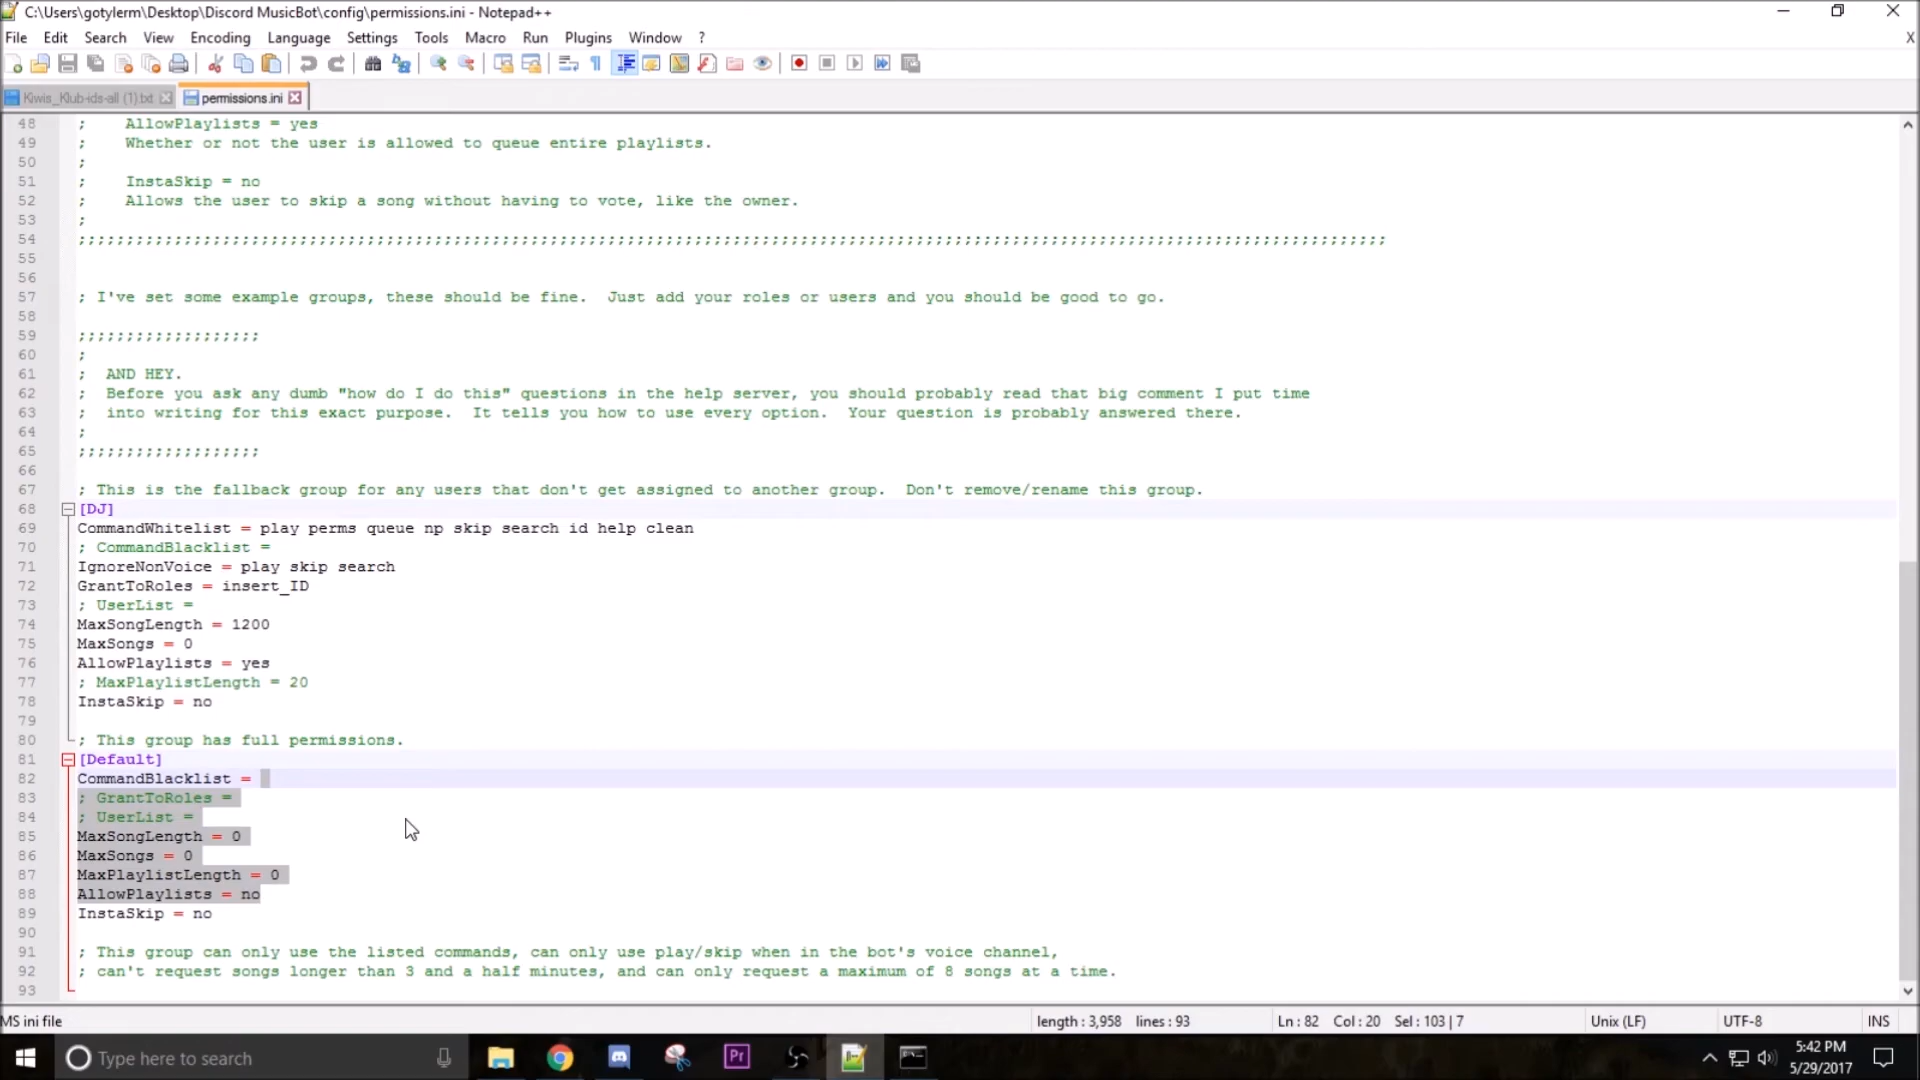 C:\Users\gotylerm\Desktop\Discord MusicBot\config\permissions.ini - Notepad++
File Edit Search View Encoding Language Settings Tools Macro Run Plugins Window ?
X
Kiwis_Klub-ids-all (1).txt permissions.ini
48 ;    AllowPlaylists = yes
49 ;    Whether or not the user is allowed to queue entire playlists.
50 ;
51 ;    InstaSkip = no
52 ;    Allows the user to skip a song without having to vote, like the owner.
53 ;
54 ;;;;;;;;;;;;;;;;;;;;;;;;;;;;;;;;;;;;;;;;;;;;;;;;;;;;;;;;;;;;;;;;;;;;;;;;;;;;;;;;;;;;;;;;;;;;;;;;;;;;;;;;;;;;;;;;;;;;;;;;;;;;;;;;;;;;;;;;
55
56
57 ; I've set some example groups, these should be fine.  Just add your roles or users and you should be good to go.
58
59 ;;;;;;;;;;;;;;;;;;;
60 ;
61 ;  AND HEY.
62 ;  Before you ask any dumb "how do I do this" questions in the help server, you should probably read that big comment I put time
63 ;  into writing for this exact purpose.  It tells you how to use every option.  Your question is probably answered there.
64 ;
65 ;;;;;;;;;;;;;;;;;;;
66
67 ; This is the fallback group for any users that don't get assigned to another group.  Don't remove/rename this group.
68 [DJ]
69 CommandWhitelist = play perms queue np skip search id help clean
70 ; CommandBlacklist =
71 IgnoreNonVoice = play skip search
72 GrantToRoles = insert_ID
73 ; UserList =
74 MaxSongLength = 1200
75 MaxSongs = 0
76 AllowPlaylists = yes
77 ; MaxPlaylistLength = 20
78 InstaSkip = no
79
80 ; This group has full permissions.
81 [Default]
82 CommandBlacklist =
83 ; GrantToRoles =
84 ; UserList =
85 MaxSongLength = 0
86 MaxSongs = 0
87 MaxPlaylistLength = 0
88 AllowPlaylists = no
89 InstaSkip = no
90
91 ; This group can only use the listed commands, can only use play/skip when in the bot's voice channel,
92 ; can't request songs longer than 3 and a half minutes, and can only request a maximum of 8 songs at a time.
93
MS ini file length : 3,958 lines : 93 Ln : 82 Col : 20 Sel : 103 | 7 Unix (LF) UTF-8 INS
Type here to search
Pr
5:42 PM
5/29/2017